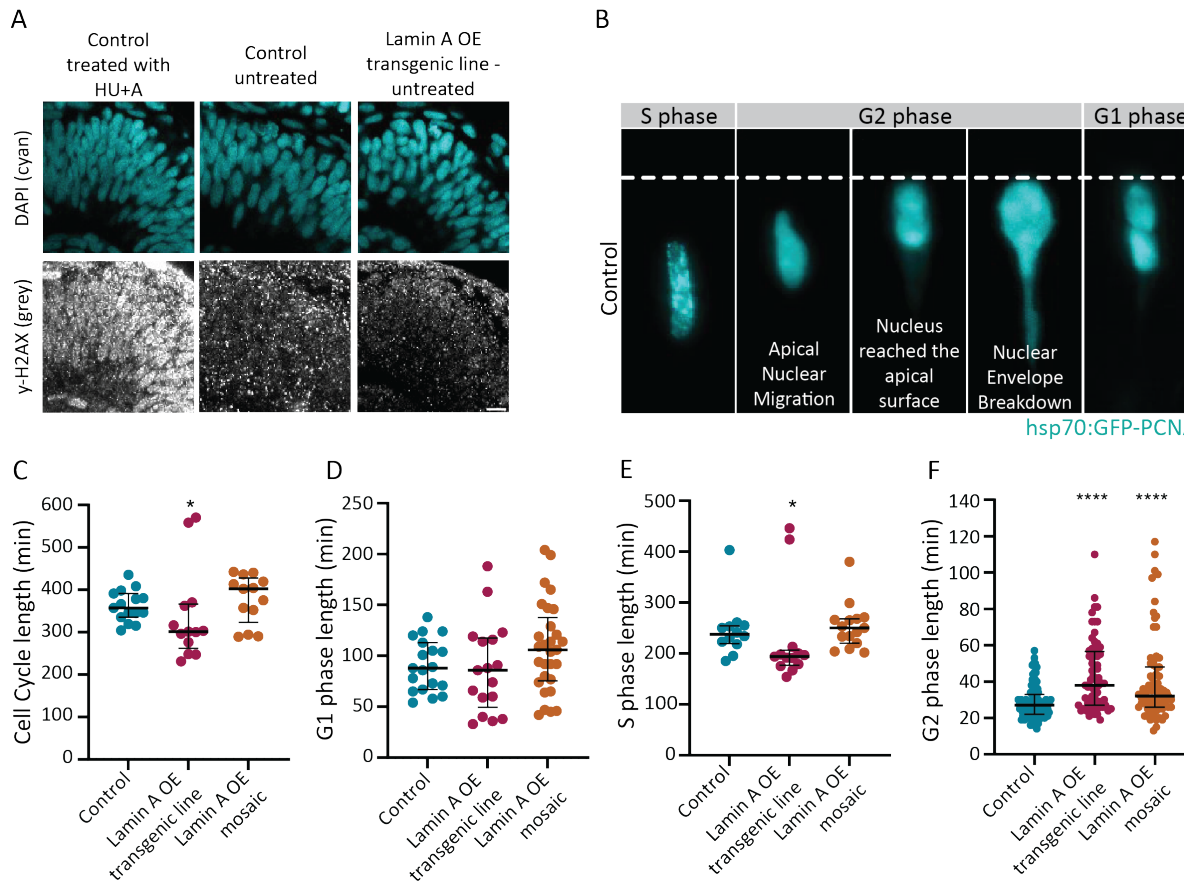 A
Control
treated with
HU+A
Control
untreated
Lamin A OE
transgenic line -
untreated
DAPI (cyan)
γ-H2AX (grey)
B
S phase
G2 phase
G1 phase
Control
Apical
Nuclear
Migration
Nucleus
reached the
apical
surface
Nuclear
Envelope
Breakdown
hsp70:GFP-PCN
C
Cell Cycle length (min)
600
500
400
300
200
100
0
*
Control
Lamin A OE
transgenic line
Lamin A OE
mosaic
D
G1 phase length (min)
250
200
150
100
50
0
Control
Lamin A OE
transgenic line
Lamin A OE
mosaic
E
S phase length (min)
500
400
300
200
100
0
*
Control
Lamin A OE
transgenic line
Lamin A OE
mosaic
F
G2 phase length (min)
140
120
100
80
60
40
20
0
****
****
Control
Lamin A OE
transgenic line
Lamin A OE
mosaic